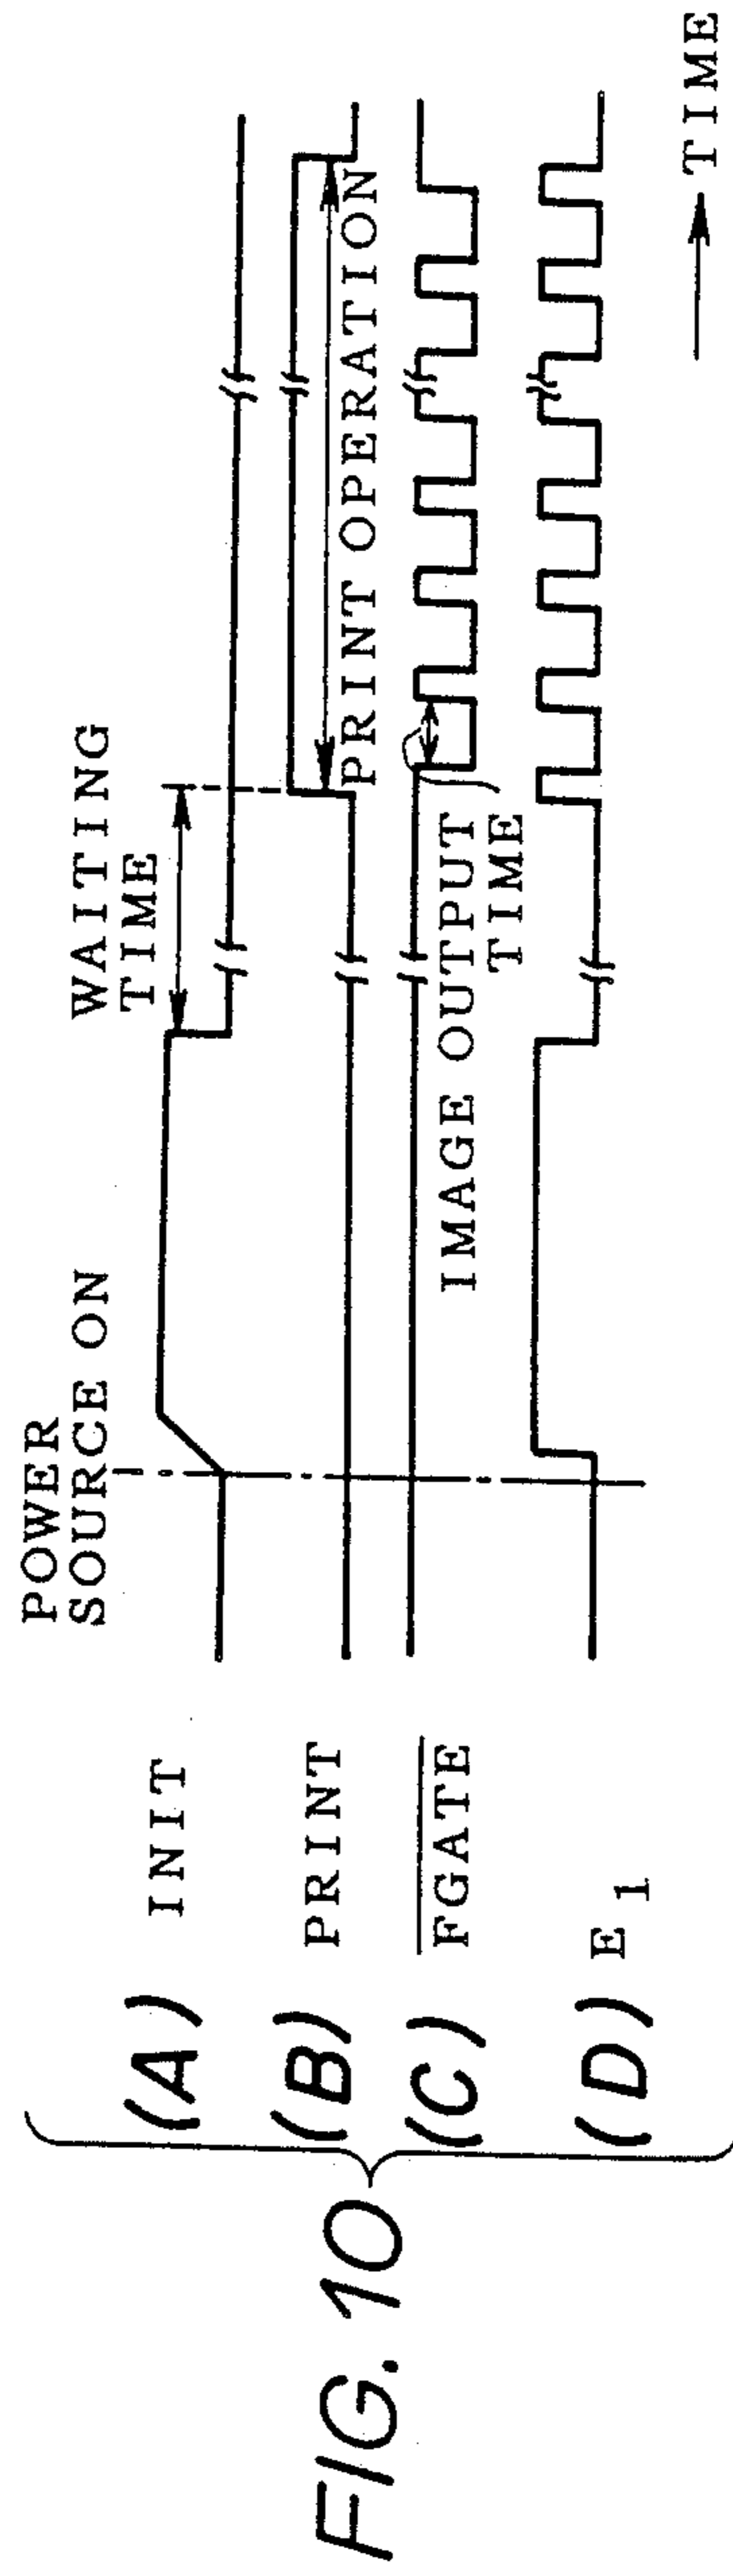 FIG. 10
POWER
SOURCE ON
WAITING
TIME
(A) INIT
(B) PRINT
PRINT OPERATION
(C) FGATE
IMAGE OUTPUT
TIME
(D) E1
TIME